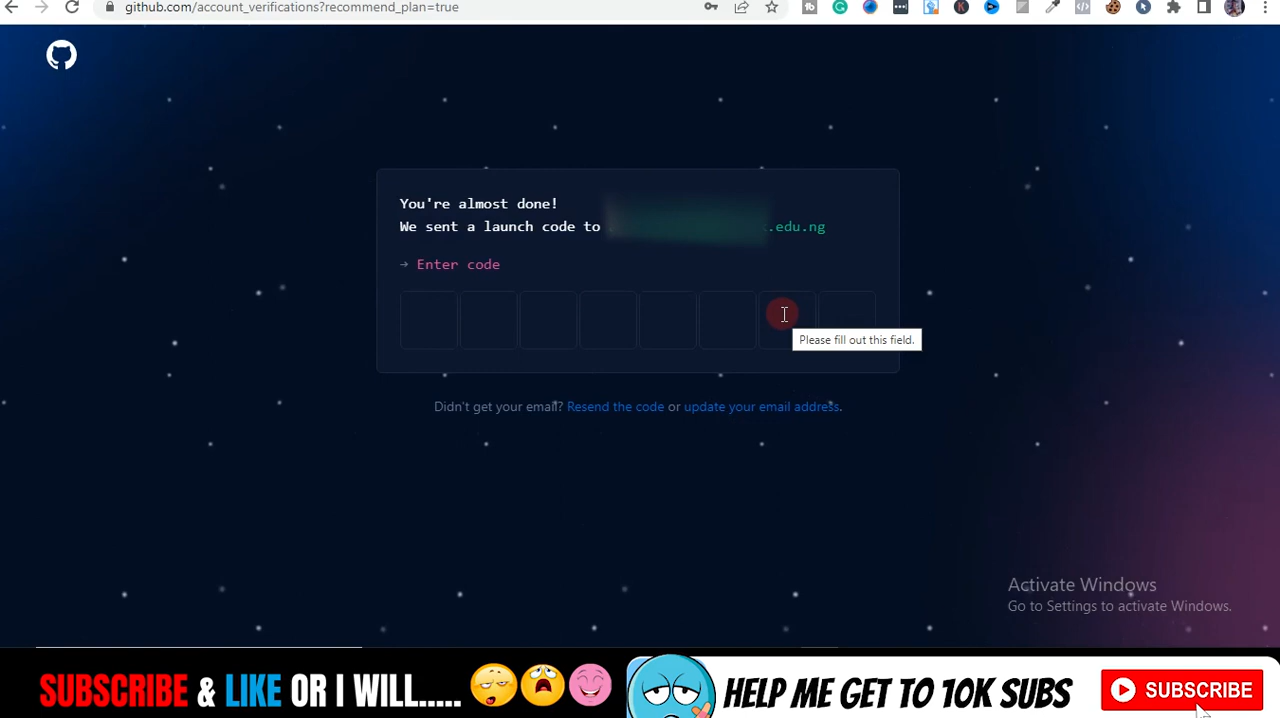 github.com/account_verifications?recommend_plan=true
You're almost done!
We sent a launch code to .edu.ng
→ Enter code
Please fill out this field.
Didn't get your email? Resend the code or update your email address.
Activate Windows
Go to Settings to activate Windows.
SUBSCRIBE & LIKE OR I WILL.....
HELP ME GET TO 10K SUBS
SUBSCRIBE